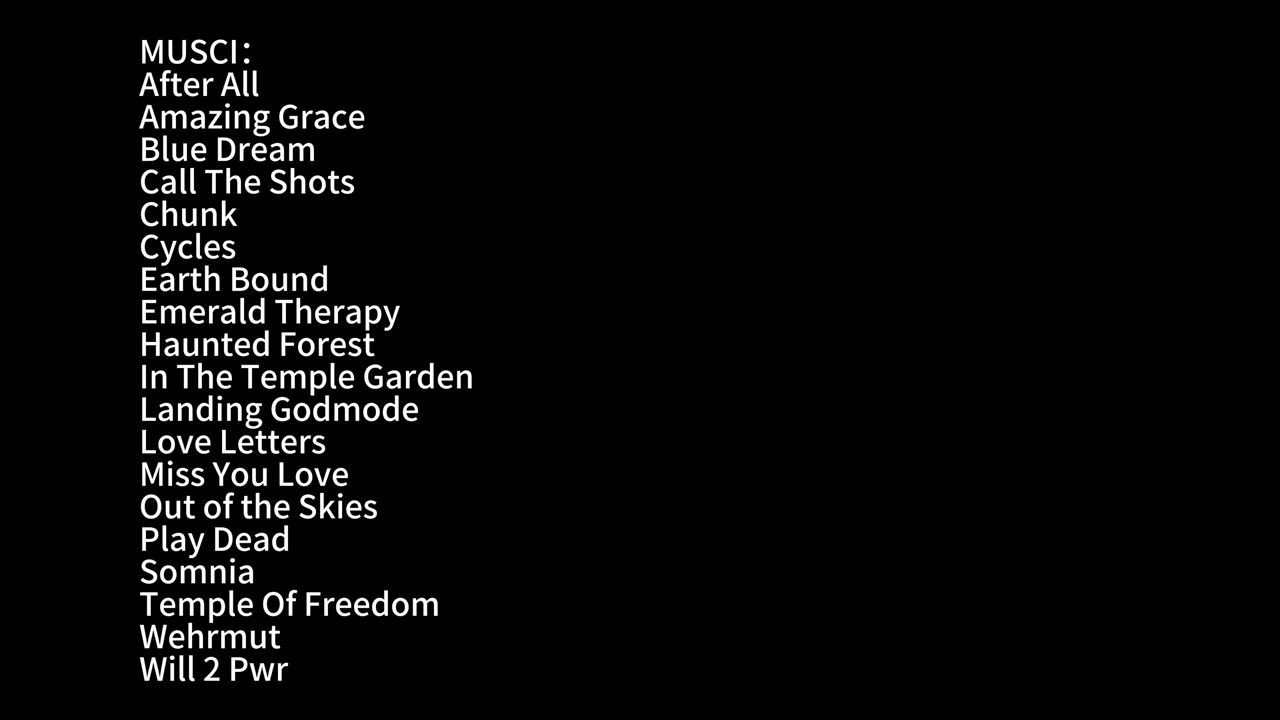 MUSCI：
After All
Amazing Grace
Blue Dream
Call The Shots
Chunk
Cycles
Earth Bound
Emerald Therapy
Haunted Forest
In The Temple Garden
Landing Godmode
Love Letters
Miss You Love
Out of the Skies
Play Dead
Somnia
Temple Of Freedom
Wehrmut
Will 2 Pwr